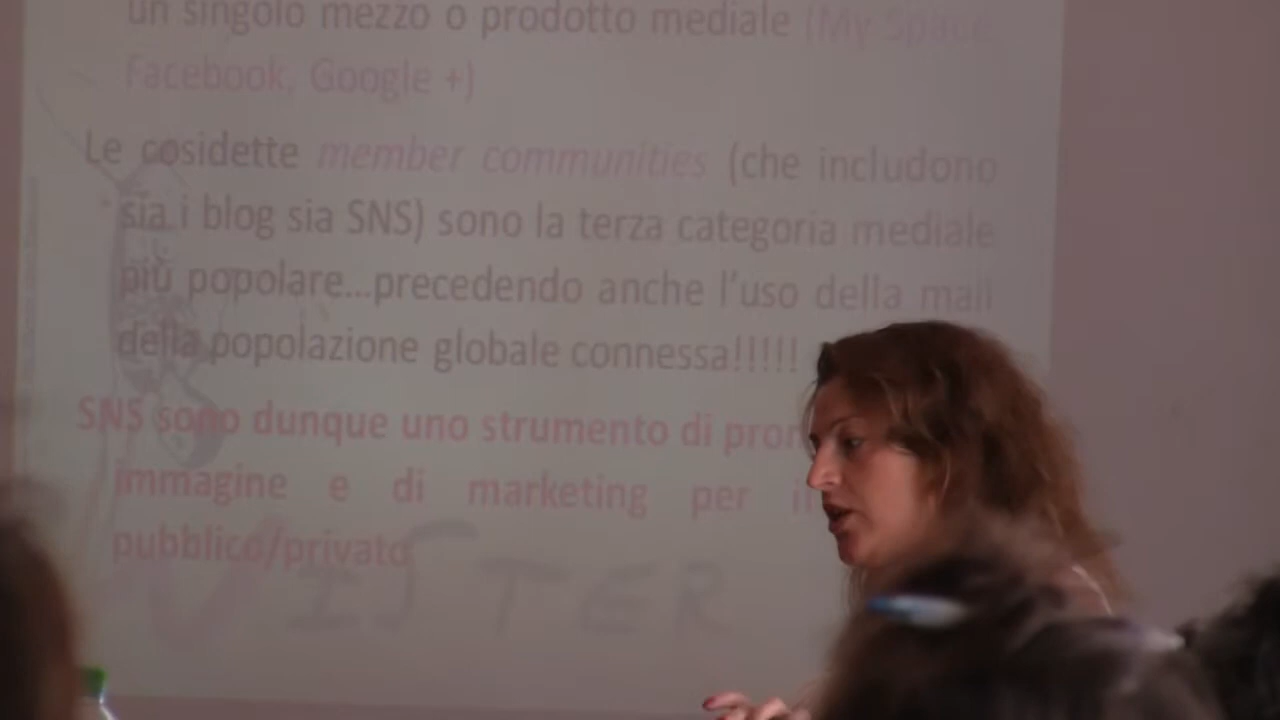 un singolo mezzo o prodotto mediale (My Space,
Facebook, Google +)
Le cosidette member communities (che includono
sia i blog sia SNS) sono la terza categoria mediale
più popolare...precedendo anche l'uso della mail
della popolazione globale connessa!!!!!
SNS sono dunque uno strumento di
immagine e di marketing per
pubblico/privato